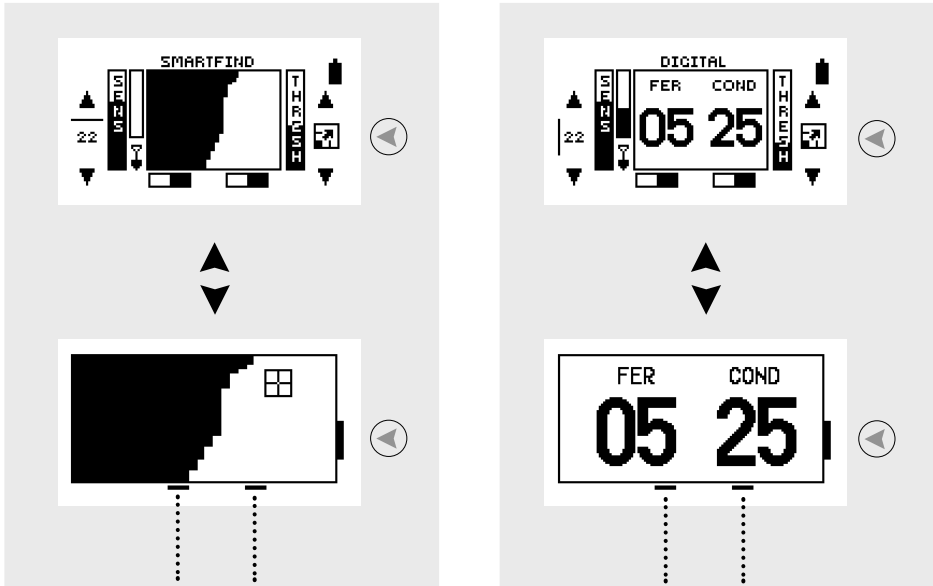 SMARTFIND
SENS
THRESH
22
DIGITAL
FER COND
SENS
05 25
THRESH
22
FER COND
05 25